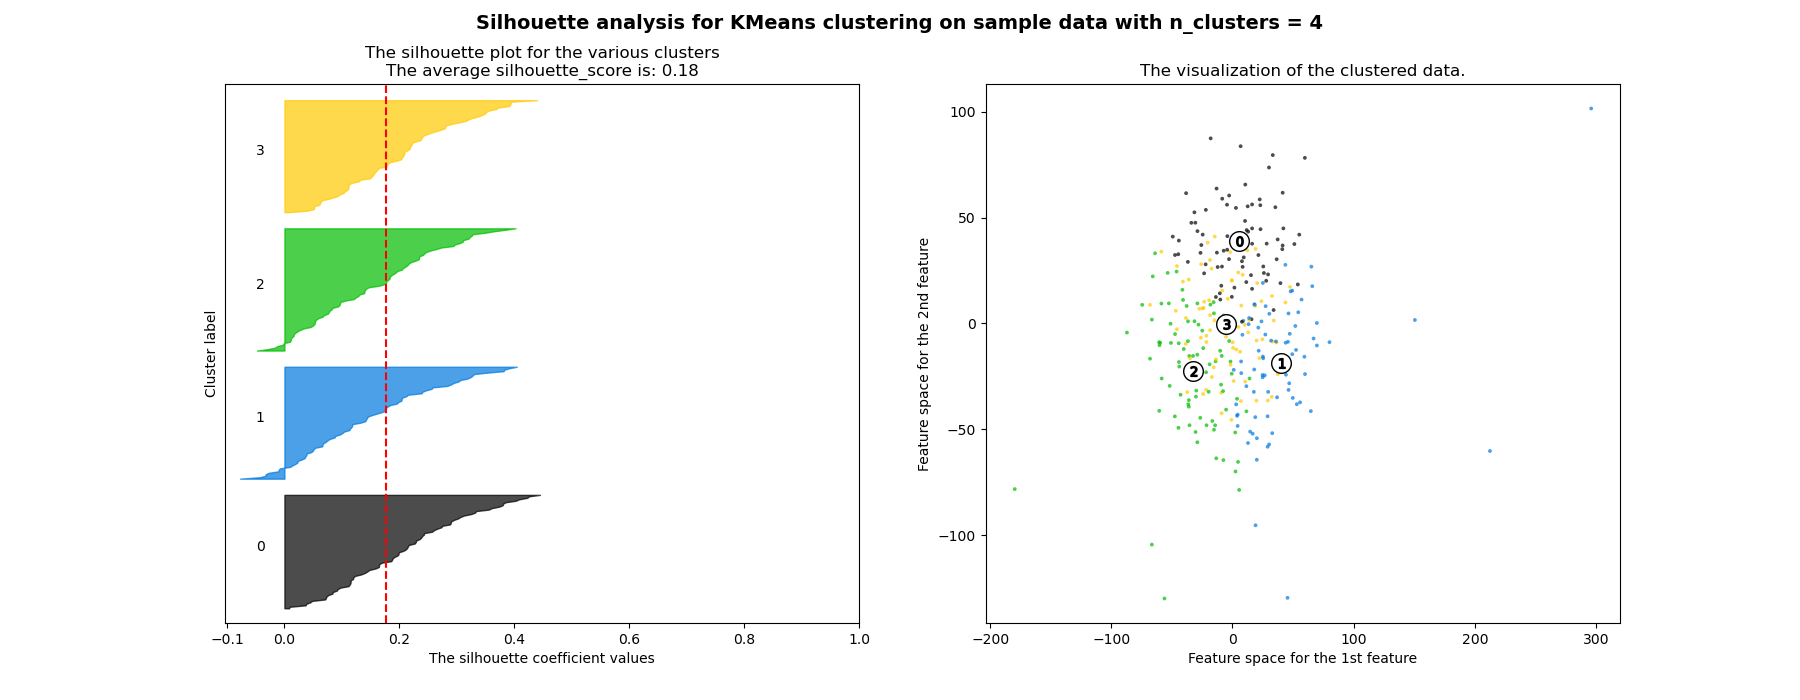 Silhouette analysis for KMeans clustering on sample data with n_clusters = 4
The silhouette plot for the various clusters
The average silhouette_score is: 0.18
3
2
1
0
Cluster label
−0.1 0.0 0.2 0.4 0.6 0.8 1.0
The silhouette coefficient values
The visualization of the clustered data.
100
50
0
−50
−100
Feature space for the 2nd feature
0
3
1
2
−200 −100 0 100 200 300
Feature space for the 1st feature